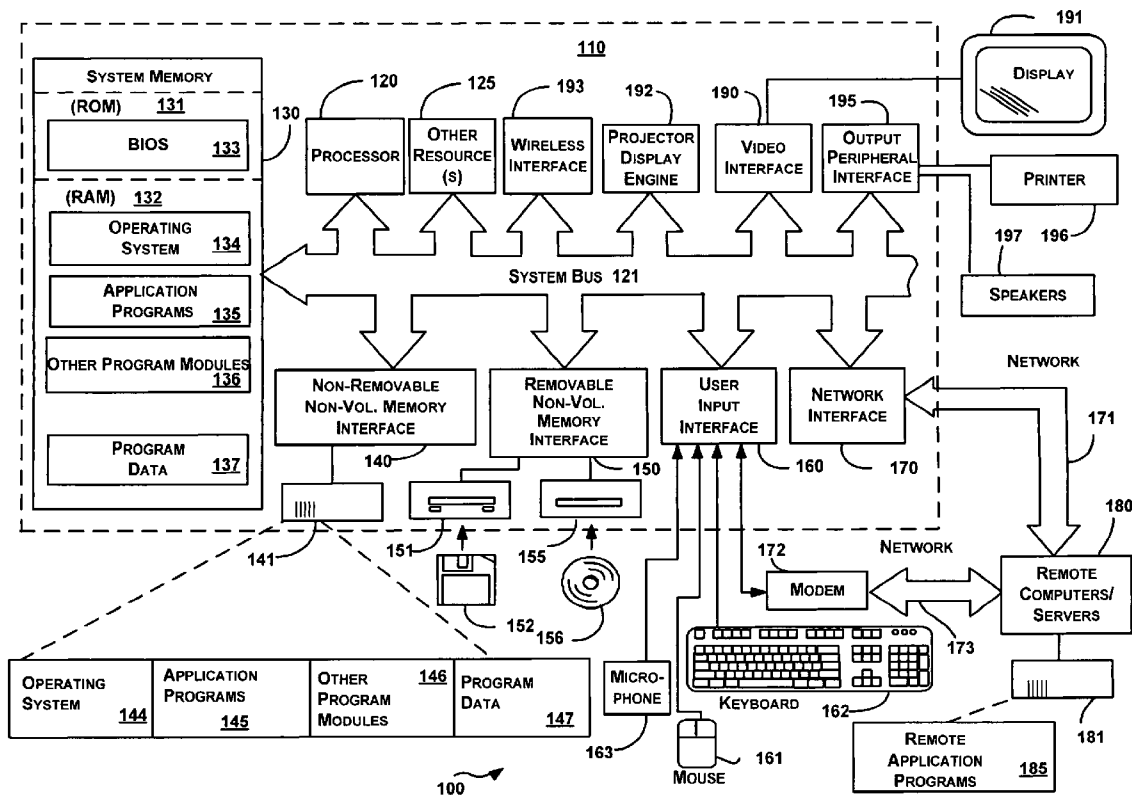 110
191
DISPLAY
SYSTEM MEMORY
(ROM) 131
BIOS 133
130
(RAM) 132
OPERATING
SYSTEM 134
APPLICATION
PROGRAMS 135
OTHER PROGRAM MODULES
136
PROGRAM
DATA 137
120
PROCESSOR
125
OTHER
RESOURCE
(S)
193
WIRELESS
INTERFACE
192
PROJECTOR
DISPLAY
ENGINE
190
VIDEO
INTERFACE
195
OUTPUT
PERIPHERAL
INTERFACE
PRINTER
196
197
SPEAKERS
SYSTEM BUS 121
NON-REMOVABLE
NON-VOL. MEMORY
INTERFACE
140
REMOVABLE
NON-VOL.
MEMORY
INTERFACE
150
USER
INPUT
INTERFACE
160
NETWORK
INTERFACE
170
NETWORK
171
141
151
152
155
156
172
MODEM
NETWORK
173
180
REMOTE
COMPUTERS/
SERVERS
181
OPERATING
SYSTEM 144
APPLICATION
PROGRAMS
145
OTHER 146
PROGRAM
MODULES
PROGRAM
DATA
147
MICRO-
PHONE
163
KEYBOARD
162
161
MOUSE
REMOTE
APPLICATION
PROGRAMS 185
100